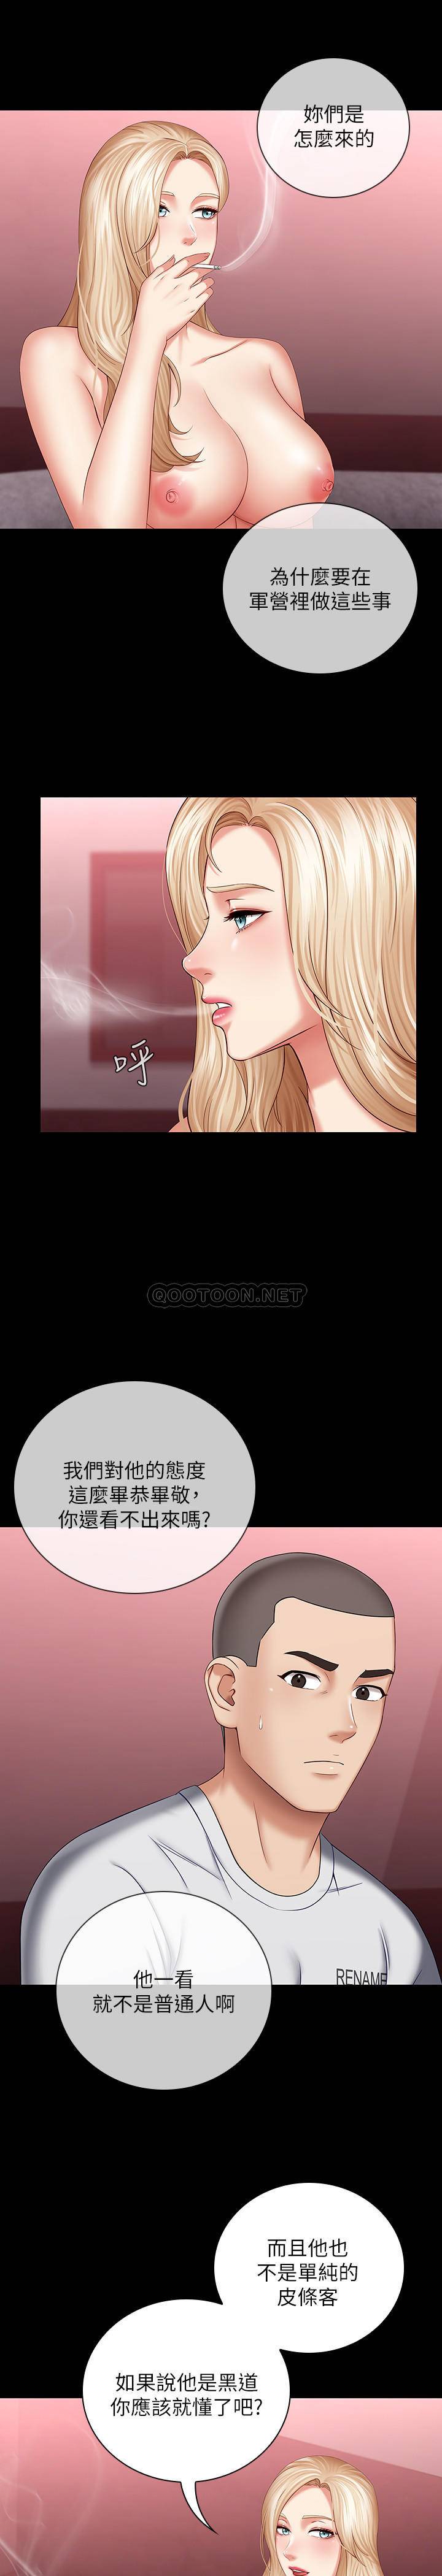 妳們是
怎麼來的
為什麼要在
軍營裡做這些事
呼
QOOTOON.NET
我們對他的態度
這麼畢恭畢敬，
你還看不出來嗎?
RENAME
他一看
就不是普通人啊
而且他也
不是單純的
皮條客
如果說他是黑道
你應該就懂了吧?